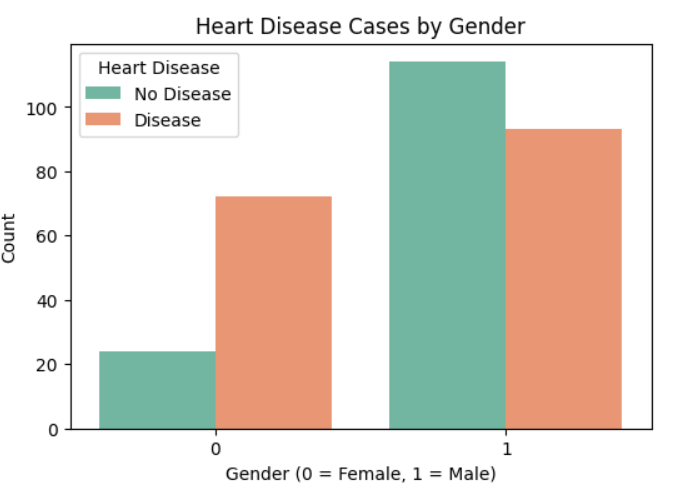 Heart Disease Cases by Gender
Heart Disease
No Disease
Disease
Count
100
80
60
40
20
0
0 1
Gender (0 = Female, 1 = Male)